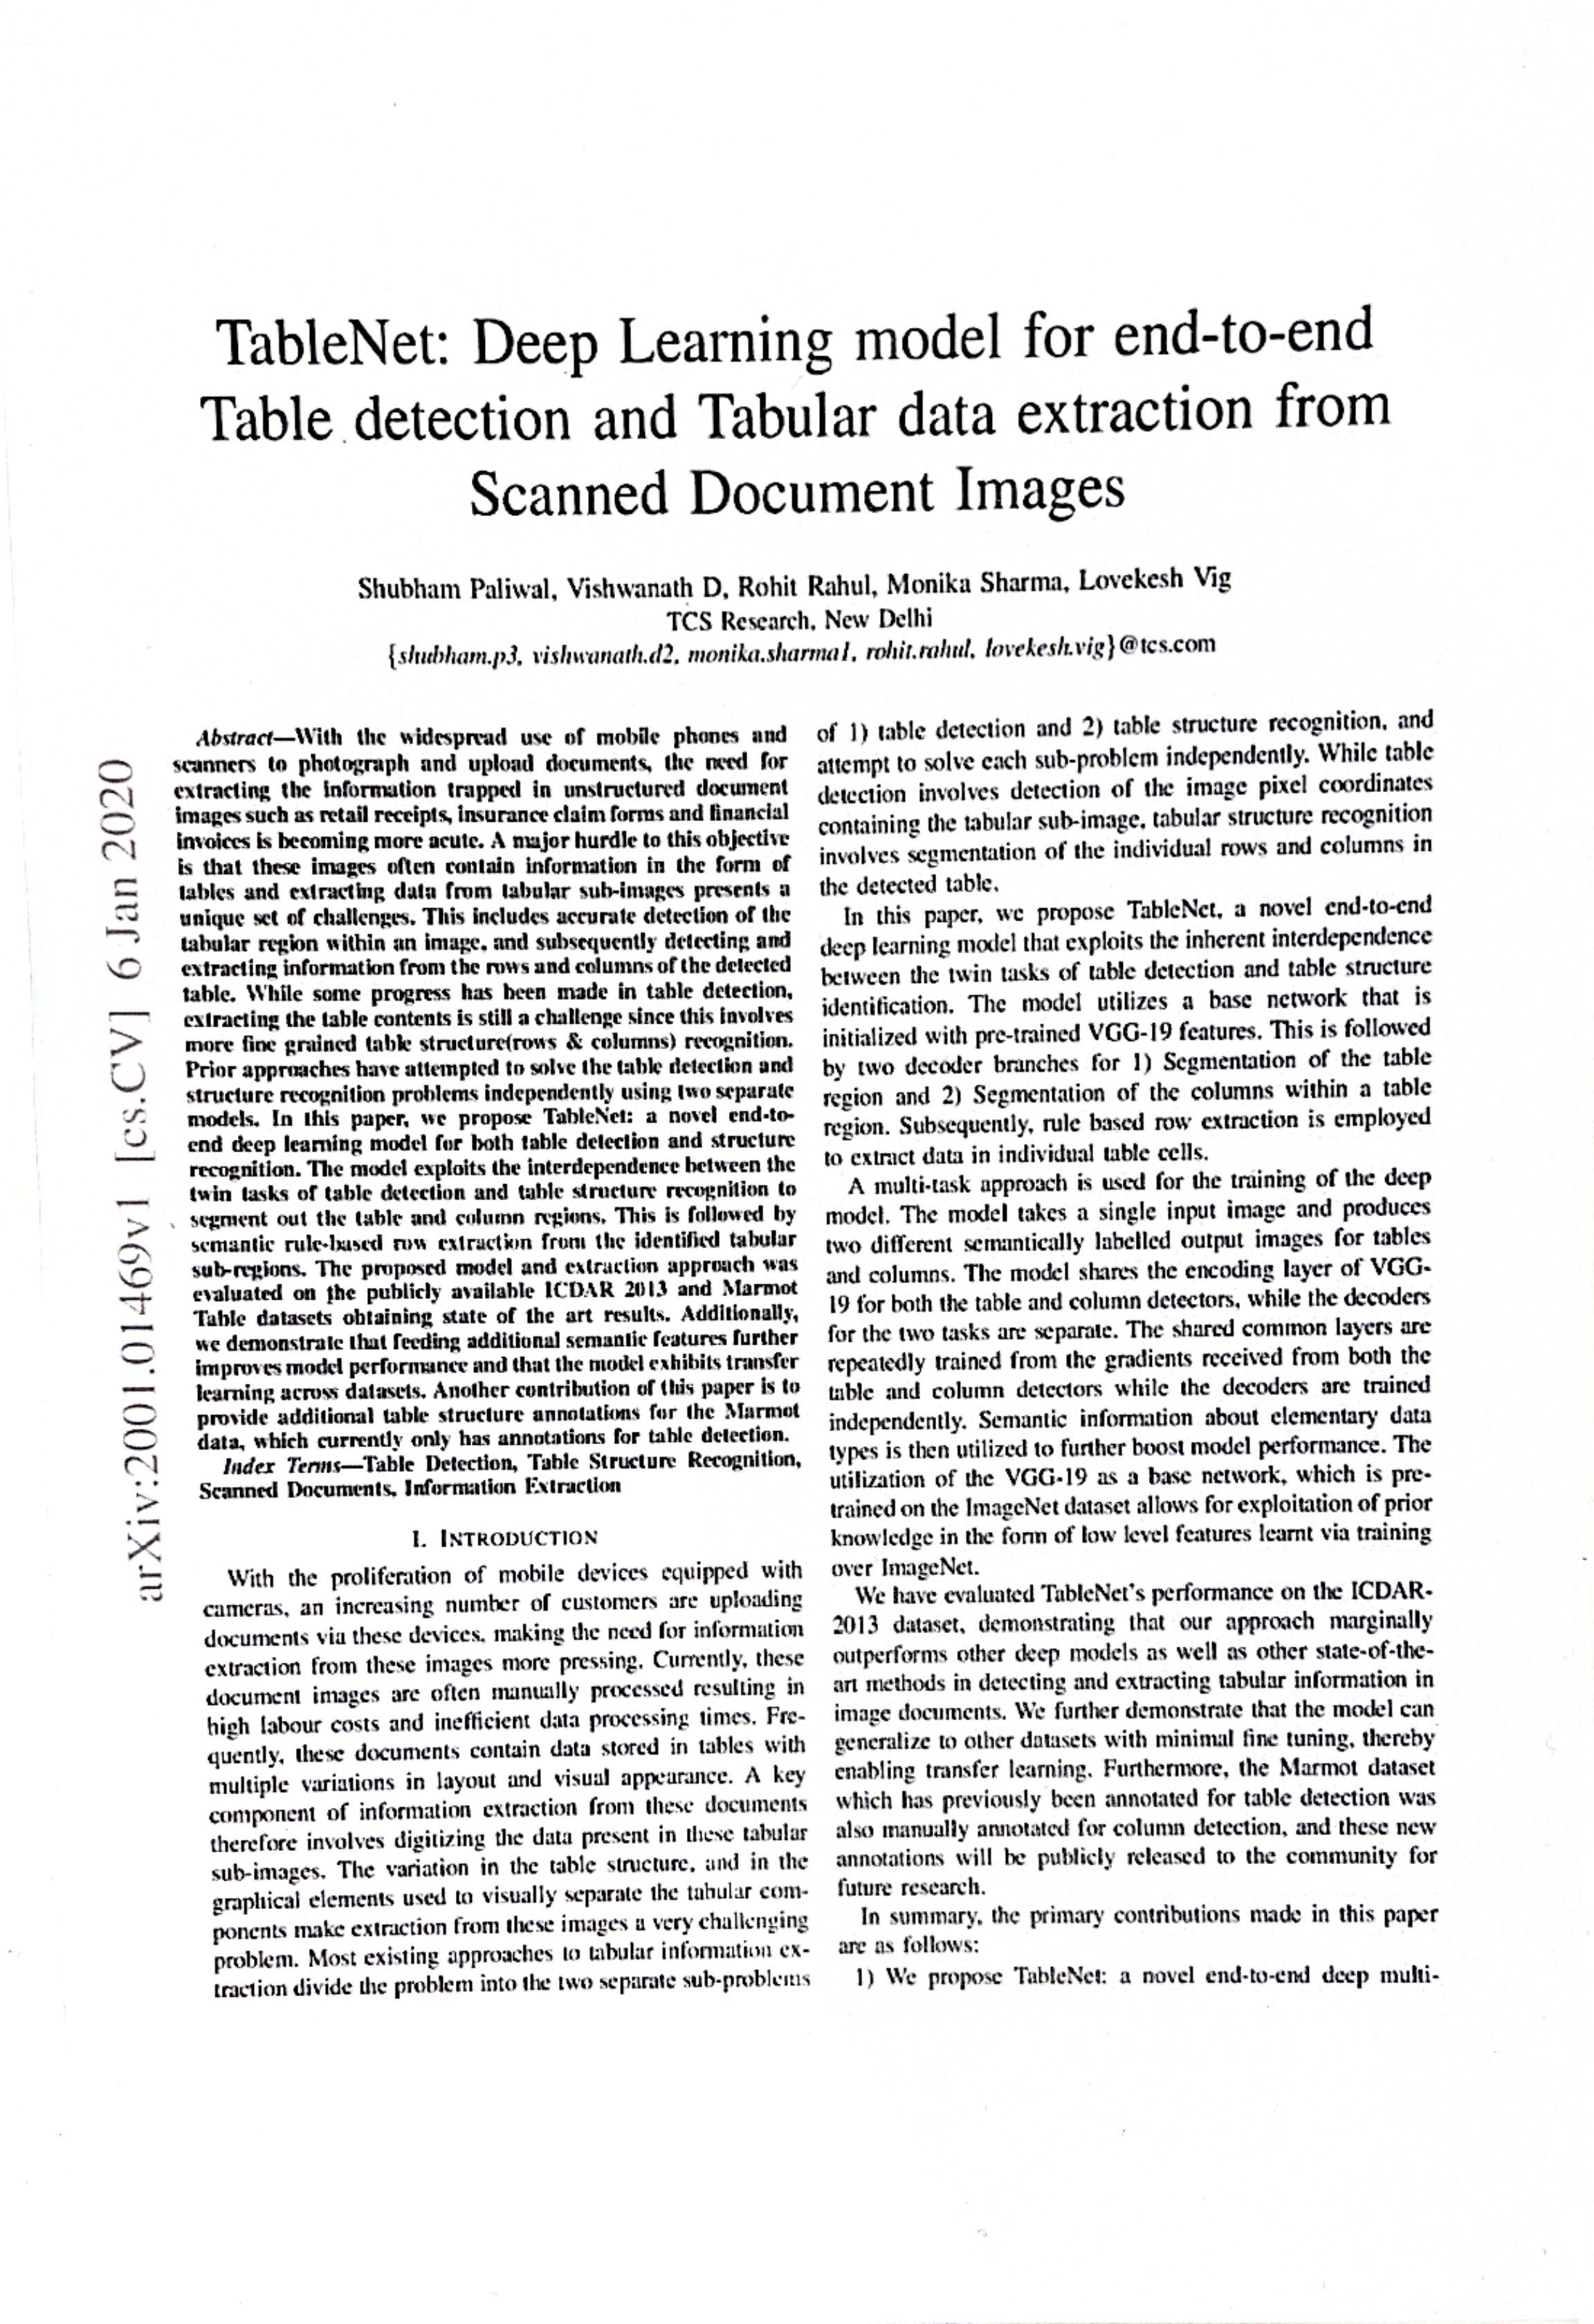 TableNet: Deep Learning model for end-to-end
Table detection and Tabular data extraction from
Scanned Document Images
Shubham Paliwal, Vishwanath D, Rohit Rahul, Monika Sharma, Lovekesh Vig
TCS Research, New Delhi
{shubham.p3, vishwanath.d2, monika.sharma1, rohit.rahul, lovekesh.vig}@tcs.com
arXiv:2001.01469v1 [cs.CV] 6 Jan 2020
Abstract—With the widespread use of mobile phones and
scanners to photograph and upload documents, the need for
extracting the information trapped in unstructured document
images such as retail receipts, insurance claim forms and financial
invoices is becoming more acute. A major hurdle to this objective
is that these images often contain information in the form of
tables and extracting data from tabular sub-images presents a
unique set of challenges. This includes accurate detection of the
tabular region within an image, and subsequently detecting and
extracting information from the rows and columns of the detected
table. While some progress has been made in table detection,
extracting the table contents is still a challenge since this involves
more fine grained table structure(rows & columns) recognition.
Prior approaches have attempted to solve the table detection and
structure recognition problems independently using two separate
models. In this paper, we propose TableNet: a novel end-to-
end deep learning model for both table detection and structure
recognition. The model exploits the interdependence between the
twin tasks of table detection and table structure recognition to
segment out the table and column regions. This is followed by
semantic rule-based row extraction from the identified tabular
sub-regions. The proposed model and extraction approach was
evaluated on the publicly available ICDAR 2013 and Marmot
Table datasets obtaining state of the art results. Additionally,
we demonstrate that feeding additional semantic features further
improves model performance and that the model exhibits transfer
learning across datasets. Another contribution of this paper is to
provide additional table structure annotations for the Marmot
data, which currently only has annotations for table detection.
Index Terms—Table Detection, Table Structure Recognition,
Scanned Documents, Information Extraction
I. INTRODUCTION
With the proliferation of mobile devices equipped with
cameras, an increasing number of customers are uploading
documents via these devices, making the need for information
extraction from these images more pressing. Currently, these
document images are often manually processed resulting in
high labour costs and inefficient data processing times. Fre-
quently, these documents contain data stored in tables with
multiple variations in layout and visual appearance. A key
component of information extraction from these documents
therefore involves digitizing the data present in these tabular
sub-images. The variation in the table structure, and in the
graphical elements used to visually separate the tabular com-
ponents make extraction from these images a very challenging
problem. Most existing approaches to tabular information ex-
traction divide the problem into the two separate sub-problems
of 1) table detection and 2) table structure recognition, and
attempt to solve each sub-problem independently. While table
detection involves detection of the image pixel coordinates
containing the tabular sub-image, tabular structure recognition
involves segmentation of the individual rows and columns in
the detected table.
In this paper, we propose TableNet, a novel end-to-end
deep learning model that exploits the inherent interdependence
between the twin tasks of table detection and table structure
identification. The model utilizes a base network that is
initialized with pre-trained VGG-19 features. This is followed
by two decoder branches for 1) Segmentation of the table
region and 2) Segmentation of the columns within a table
region. Subsequently, rule based row extraction is employed
to extract data in individual table cells.
A multi-task approach is used for the training of the deep
model. The model takes a single input image and produces
two different semantically labelled output images for tables
and columns. The model shares the encoding layer of VGG-
19 for both the table and column detectors, while the decoders
for the two tasks are separate. The shared common layers are
repeatedly trained from the gradients received from both the
table and column detectors while the decoders are trained
independently. Semantic information about elementary data
types is then utilized to further boost model performance. The
utilization of the VGG-19 as a base network, which is pre-
trained on the ImageNet dataset allows for exploitation of prior
knowledge in the form of low level features learnt via training
over ImageNet.
We have evaluated TableNet's performance on the ICDAR-
2013 dataset, demonstrating that our approach marginally
outperforms other deep models as well as other state-of-the-
art methods in detecting and extracting tabular information in
image documents. We further demonstrate that the model can
generalize to other datasets with minimal fine tuning, thereby
enabling transfer learning. Furthermore, the Marmot dataset
which has previously been annotated for table detection was
also manually annotated for column detection, and these new
annotations will be publicly released to the community for
future research.
In summary, the primary contributions made in this paper
are as follows:
1) We propose TableNet: a novel end-to-end deep multi-